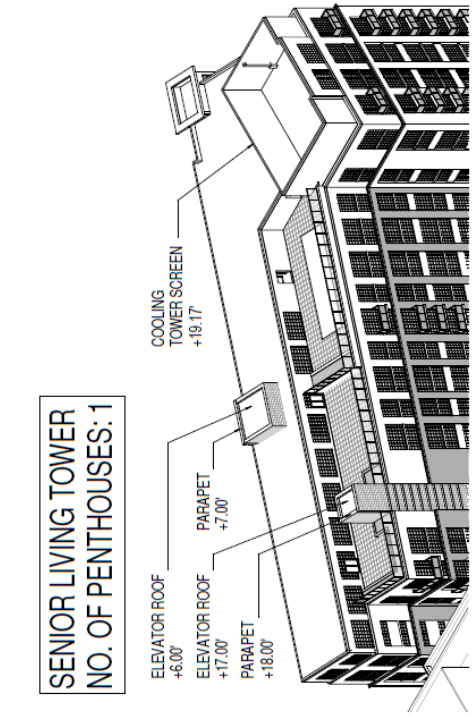 SENIOR LIVING TOWER
NO. OF PENTHOUSES: 1
ELEVATOR ROOF
+6.00'
ELEVATOR ROOF
+17.00'
PARAPET
+18.00'
PARAPET
+7.00'
COOLING
TOWER SCREEN
+19.17'